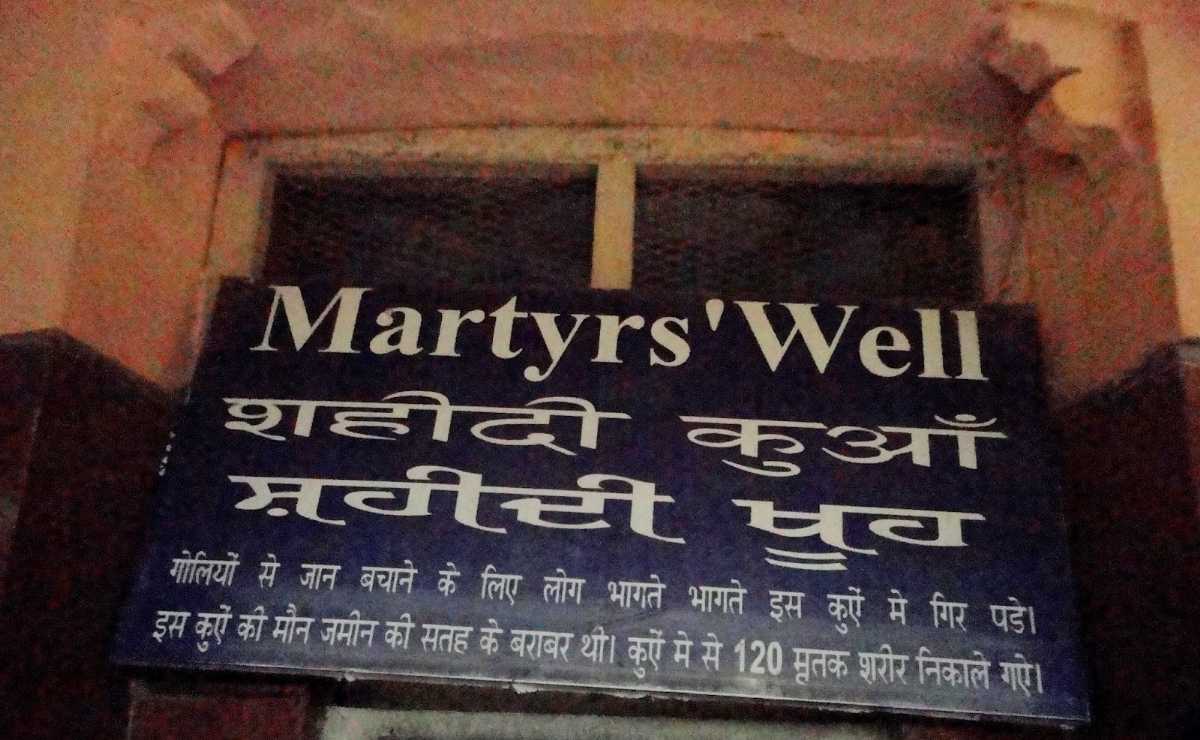 Martyrs' Well
शहीदी कुआँ
ਸ਼ਹੀਦੀ ਖੂਹ
गोलियों से जान बचाने के लिए लोग भागते भागते इस कुऐं मे गिर पडे।
इस कुऐं की मौन जमीन की सतह के बराबर थी। कुऐं मे से 120 मृतक शरीर निकाले गऐ।